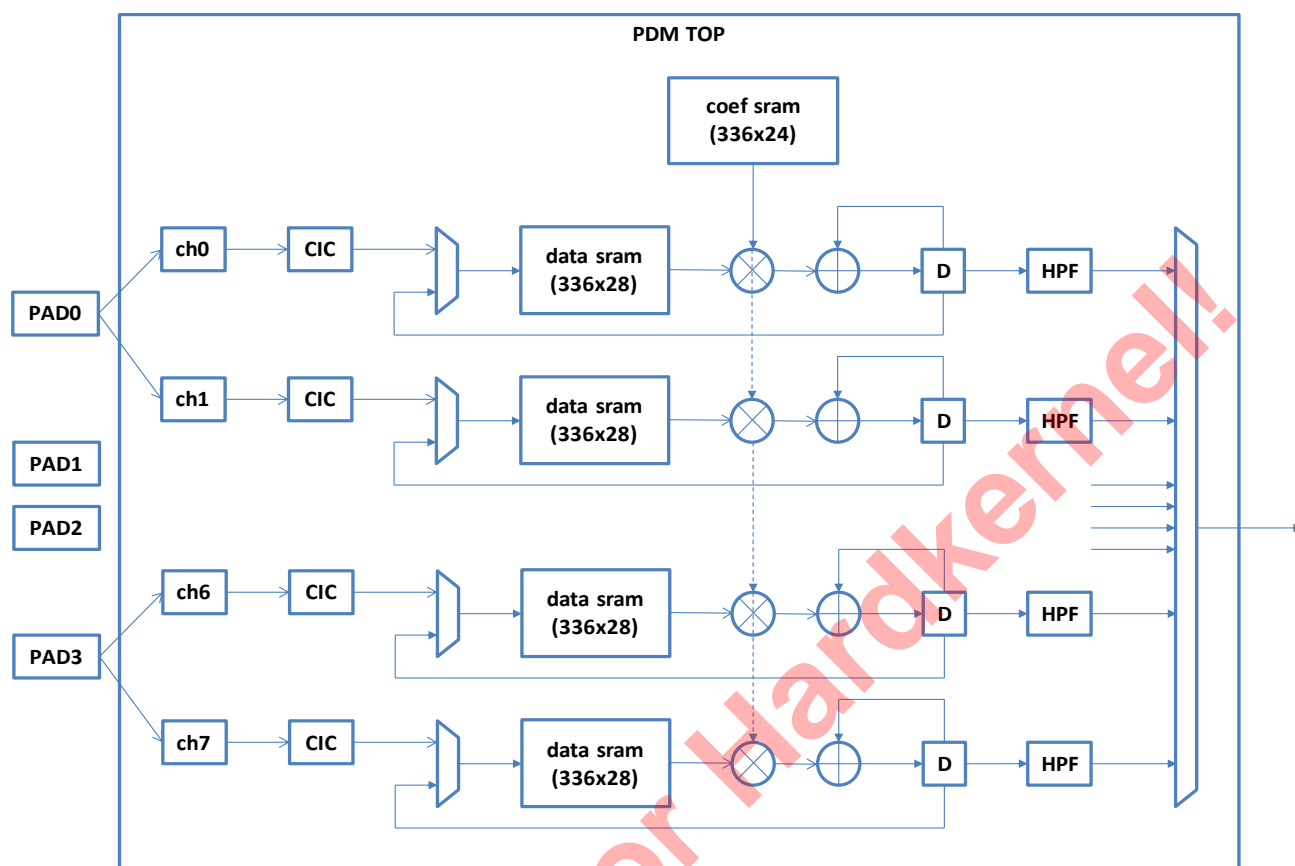 PDM TOP
coef sram
(336x24)
ch0
CIC
data sram
(336x28)
D
HPF
PAD0
ch1
CIC
data sram
(336x28)
D
HPF
PAD1
PAD2
ch6
CIC
data sram
(336x28)
D
HPF
PAD3
ch7
CIC
data sram
(336x28)
D
HPF
or Hardkernel!